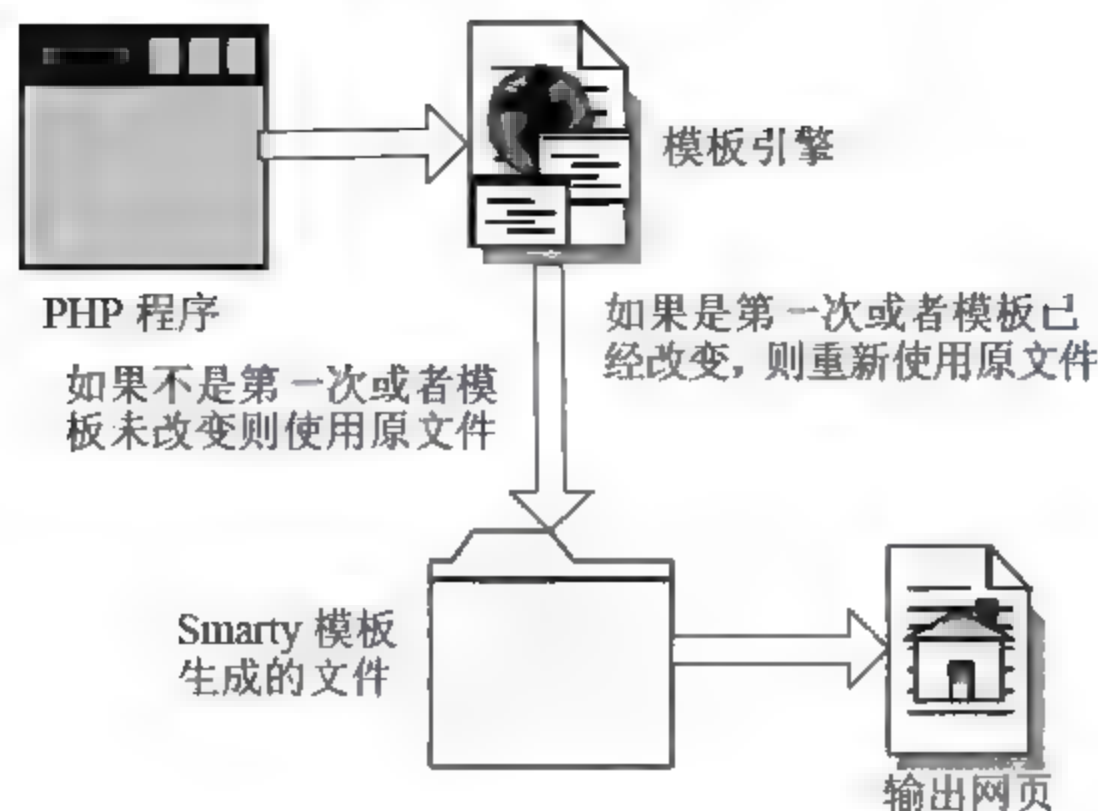 模板引擎
PHP 程序
如果是第一次或者模板已
经改变，则重新使用原文件
如果不是第一次或者模
板未改变则使用原文件
Smarty 模板
生成的文件
输出网页